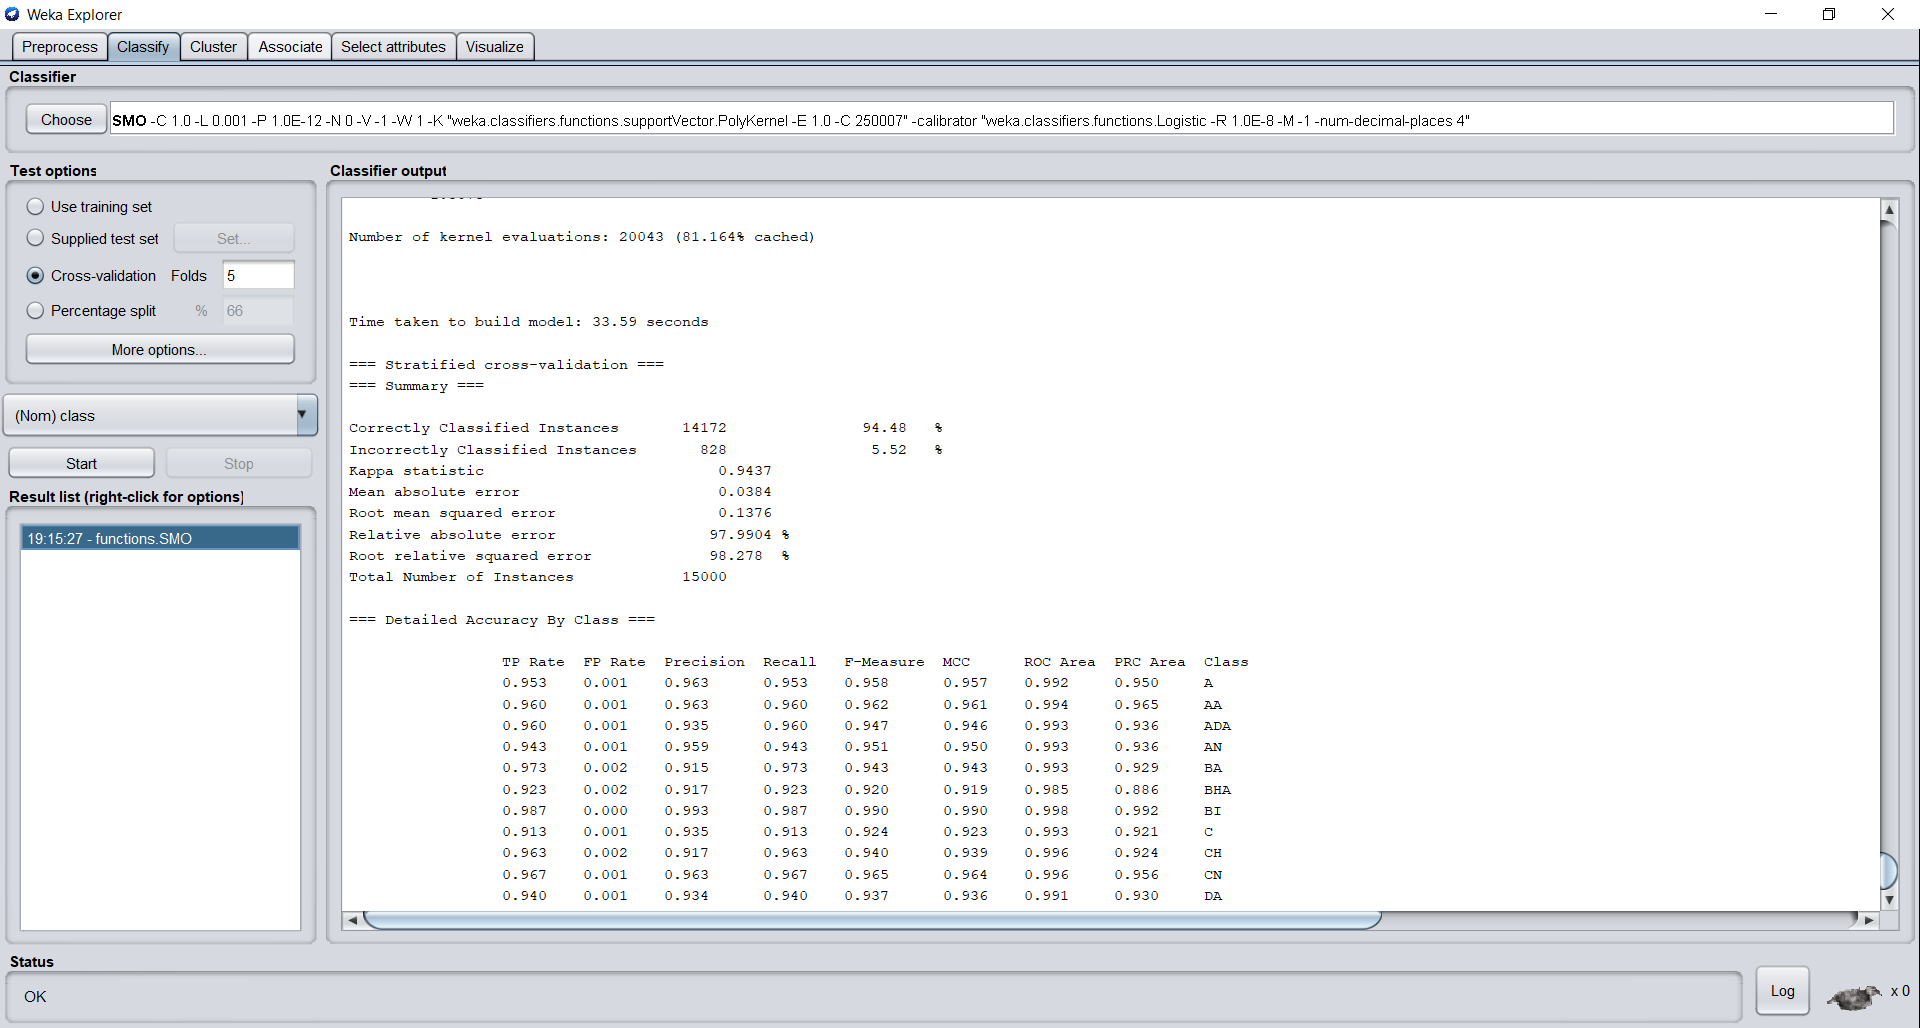 Weka Explorer
Preprocess Classify Cluster Associate Select attributes Visualize
Classifier
Choose SMO -C 1.0 -L 0.001 -P 1.0E-12 -N 0 -V -1 -W 1 -K "weka.classifiers.functions.supportVector.PolyKernel -E 1.0 -C 250007" -calibrator "weka.classifiers.functions.Logistic -R 1.0E-8 -M -1 -num-decimal-places 4"
Test options
Use training set
Supplied test set Set...
Cross-validation Folds 5
Percentage split % 66
More options...
(Nom) class
Start Stop
Result list (right-click for options)
19:15:27 - functions.SMO
Classifier output
Number of kernel evaluations: 20043 (81.164% cached)
Time taken to build model: 33.59 seconds
=== Stratified cross-validation ===
=== Summary ===
Correctly Classified Instances 14172 94.48 %
Incorrectly Classified Instances 828 5.52 %
Kappa statistic 0.9437
Mean absolute error 0.0384
Root mean squared error 0.1376
Relative absolute error 97.9904 %
Root relative squared error 98.278 %
Total Number of Instances 15000
=== Detailed Accuracy By Class ===
TP Rate FP Rate Precision Recall F-Measure MCC ROC Area PRC Area Class
0.953 0.001 0.963 0.953 0.958 0.957 0.992 0.950 A
0.960 0.001 0.963 0.960 0.962 0.961 0.994 0.965 AA
0.960 0.001 0.935 0.960 0.947 0.946 0.993 0.936 ADA
0.943 0.001 0.959 0.943 0.951 0.950 0.993 0.936 AN
0.973 0.002 0.915 0.973 0.943 0.943 0.993 0.929 BA
0.923 0.002 0.917 0.923 0.920 0.919 0.985 0.886 BHA
0.987 0.000 0.993 0.987 0.990 0.990 0.998 0.992 BI
0.913 0.001 0.935 0.913 0.924 0.923 0.993 0.921 C
0.963 0.002 0.917 0.963 0.940 0.939 0.996 0.924 CH
0.967 0.001 0.963 0.967 0.965 0.964 0.996 0.956 CN
0.940 0.001 0.934 0.940 0.937 0.936 0.991 0.930 DA
Status
OK
Log x 0